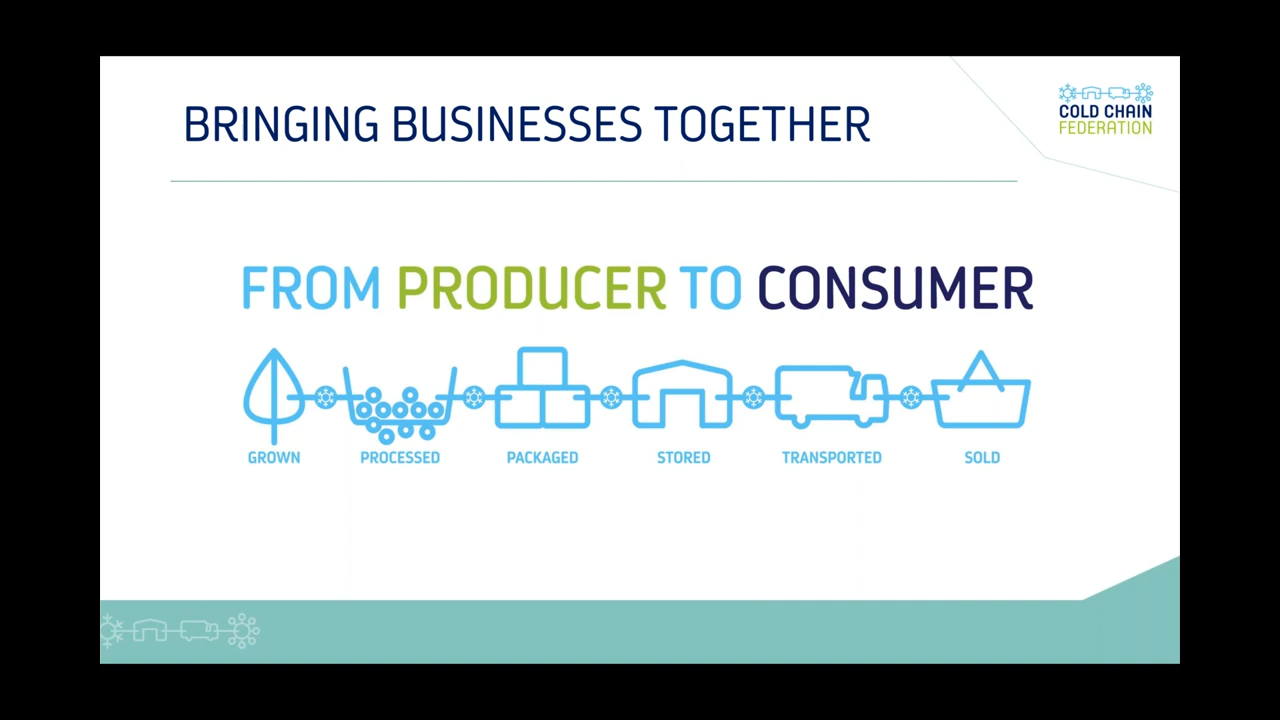 BRINGING BUSINESSES TOGETHER
COLD CHAIN
FEDERATION
FROM PRODUCER TO CONSUMER
GROWN
PROCESSED
PACKAGED
STORED
TRANSPORTED
SOLD